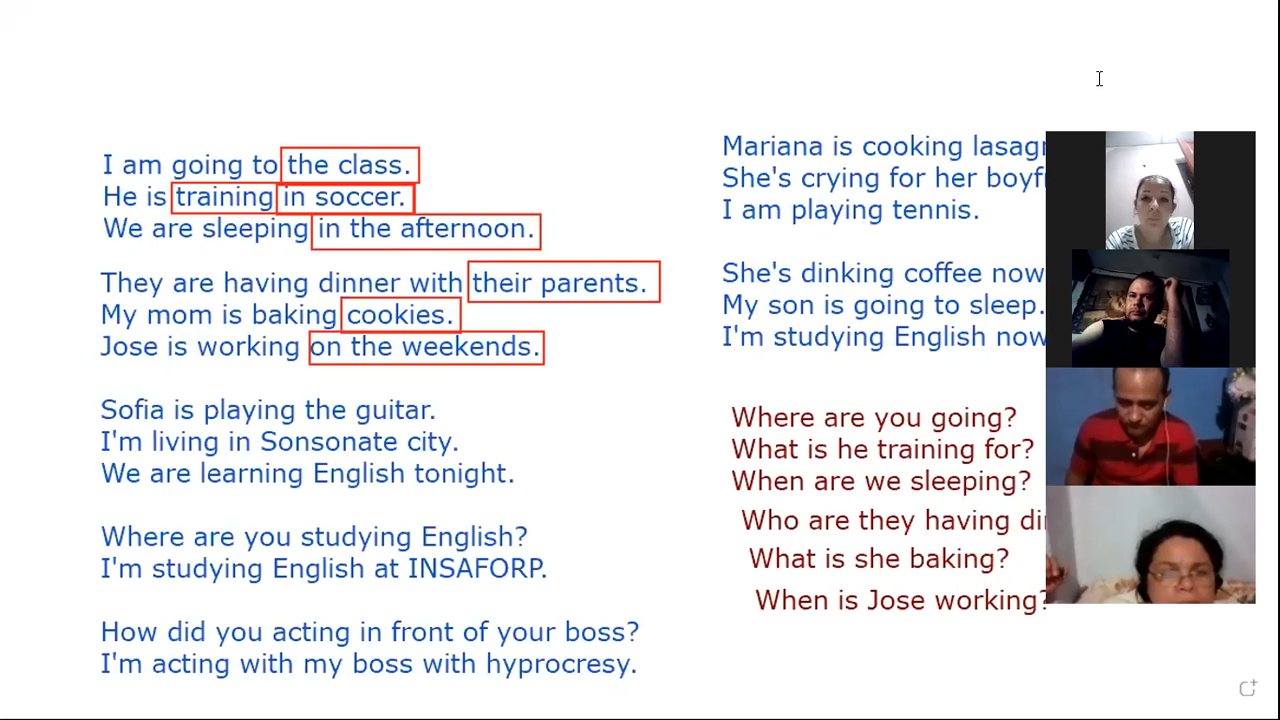 I am going to the class.
He is training in soccer.
We are sleeping in the afternoon.
They are having dinner with their parents.
My mom is baking cookies.
Jose is working on the weekends.
Sofia is playing the guitar.
I'm living in Sonsonate city.
We are learning English tonight.
Where are you studying English?
I'm studying English at INSAFORP.
How did you acting in front of your boss?
I'm acting with my boss with hyprocresy.
Mariana is cooking
She's crying for her
I am playing tennis.
She's dinking coffee now
My son is going to sleep.
I'm studying English now
Where are you going?
What is he training for?
When are we sleeping?
Who are they having
What is she baking?
When is Jose working?